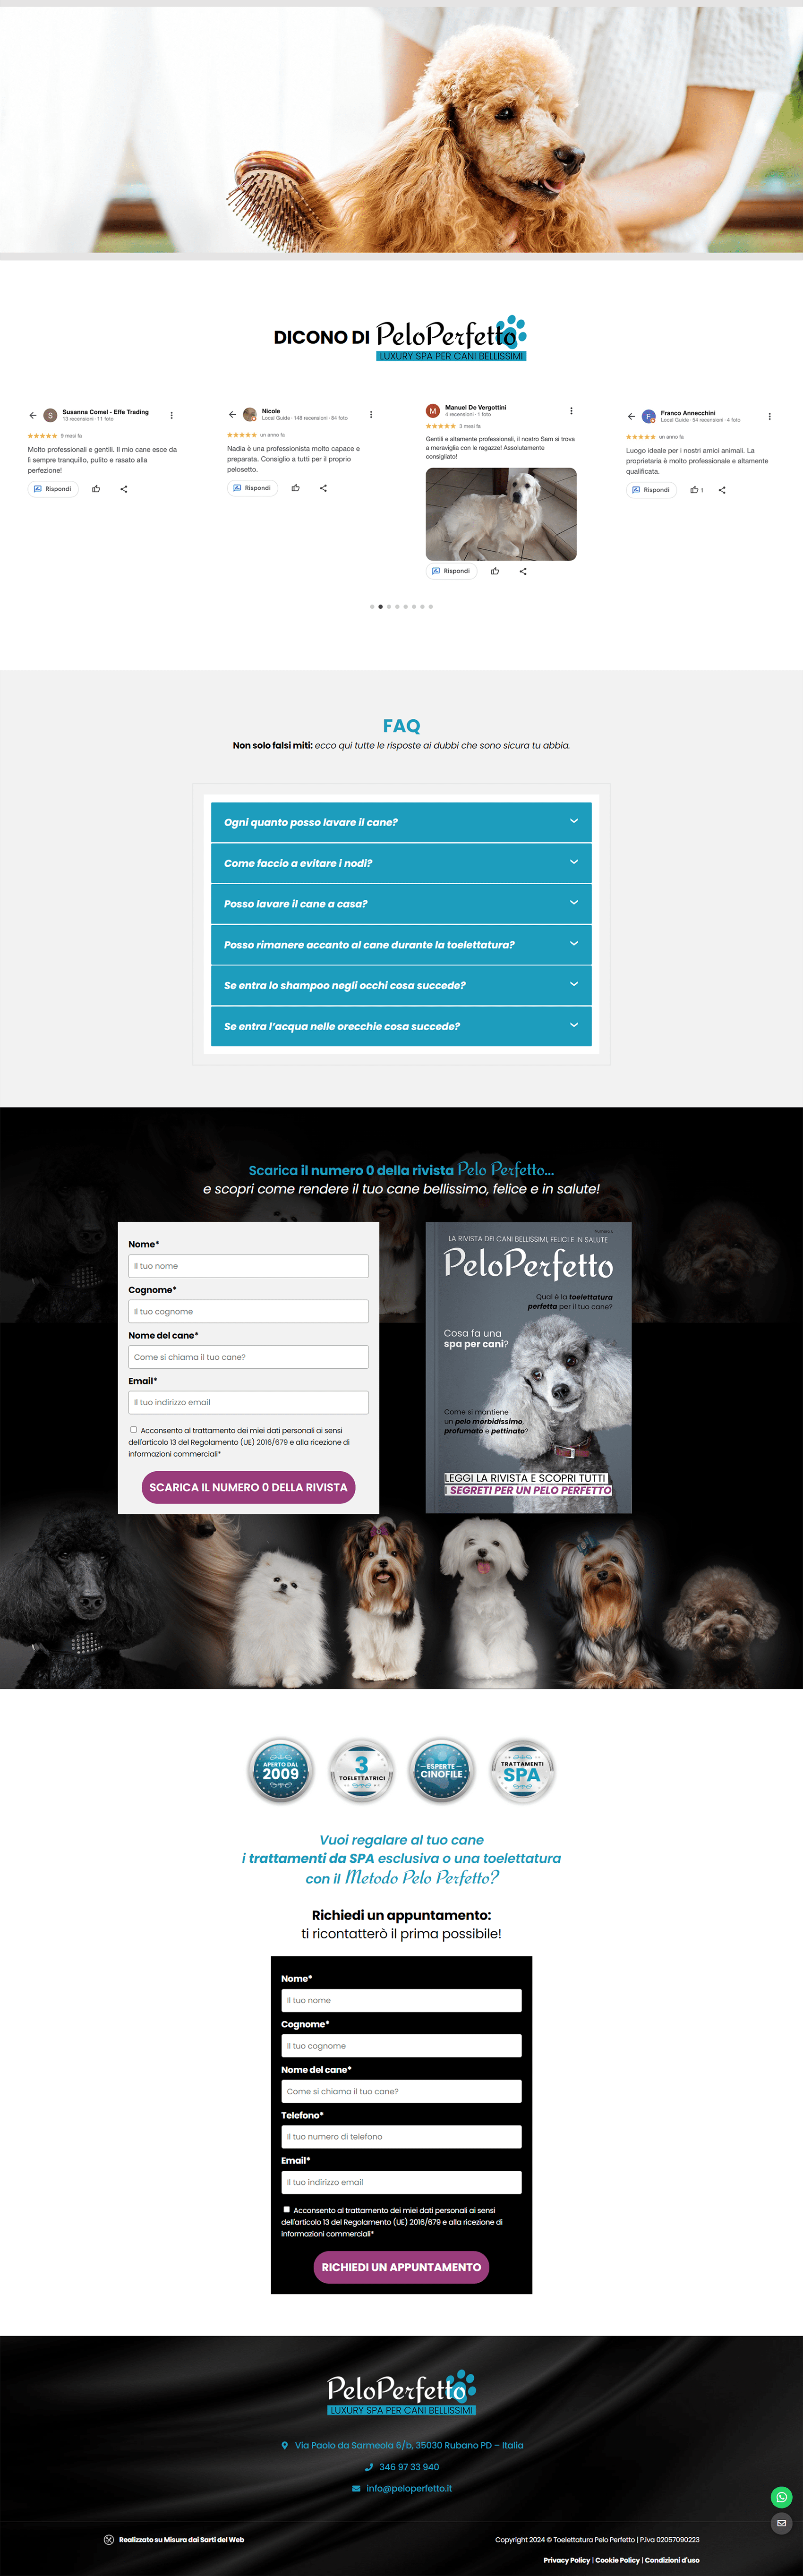 DICONO DI PeloPerfetto
LUXURY SPA PER CANI BELLISSIMI
S
Susanna Comel - Effe Trading
13 recensioni · 11 foto
9 mesi fa
Molto professionali e gentili. Il mio cane esce da
lì sempre tranquillo, pulito e rasato alla
perfezione!
Rispondi
Nicole
Local Guide · 148 recensioni · 84 foto
un anno fa
Nadia è una professionista molto capace e
preparata. Consiglio a tutti per il proprio
pelosetto.
Rispondi
M
Manuel De Vergottini
4 recensioni · 1 foto
3 mesi fa
Gentili e altamente professionali, il nostro Sam si trova
a meraviglia con le ragazze! Assolutamente
consigliato!
Rispondi
F
Franco Annecchini
Local Guide · 54 recensioni · 4 foto
un anno fa
Luogo ideale per i nostri amici animali. La
proprietaria è molto professionale e altamente
qualificata.
Rispondi
1
FAQ
Non solo falsi miti: ecco qui tutte le risposte ai dubbi che sono sicura tu abbia.
Ogni quanto posso lavare il cane?
Come faccio a evitare i nodi?
Posso lavare il cane a casa?
Posso rimanere accanto al cane durante la toelettatura?
Se entra lo shampoo negli occhi cosa succede?
Se entra l'acqua nelle orecchie cosa succede?
Scarica il numero 0 della rivista Pelo Perfetto...
e scopri come rendere il tuo cane bellissimo, felice e in salute!
Nome*
Il tuo nome
Cognome*
Il tuo cognome
Nome del cane*
Come si chiama il tuo cane?
Email*
Il tuo indirizzo email
Acconsento al trattamento dei miei dati personali ai sensi
dell'articolo 13 del Regolamento (UE) 2016/679 e alla ricezione di
informazioni commerciali*
SCARICA IL NUMERO 0 DELLA RIVISTA
LA RIVISTA DEI CANI BELLISSIMI, FELICI E IN SALUTE
PeloPerfetto
Qual è la toelettatura
perfetta per il tuo cane?
Cosa fa una
spa per cani?
Come si mantiene
un pelo morbidissimo,
profumato e pettinato?
LEGGI LA RIVISTA E SCOPRI TUTTI
I SEGRETI PER UN PELO PERFETTO
APERTO DAL
2009
3
TOELETTATRICI
ESPERTE
CINOFILE
TRATTAMENTI
SPA
Vuoi regalare al tuo cane
i trattamenti da SPA esclusiva o una toelettatura
con il Metodo Pelo Perfetto?
Richiedi un appuntamento:
ti ricontatterò il prima possibile!
Nome*
Il tuo nome
Cognome*
Il tuo cognome
Nome del cane*
Come si chiama il tuo cane?
Telefono*
Il tuo numero di telefono
Email*
Il tuo indirizzo email
Acconsento al trattamento dei miei dati personali ai sensi
dell'articolo 13 del Regolamento (UE) 2016/679 e alla ricezione di
informazioni commerciali*
RICHIEDI UN APPUNTAMENTO
PeloPerfetto
LUXURY SPA PER CANI BELLISSIMI
Via Paolo da Sarmeola 6/b, 35030 Rubano PD – Italia
346 97 33 940
info@peloperfetto.it
Realizzato su Misura dai Sarti del Web
Copyright 2024 © Toelettatura Pelo Perfetto | P.iva 02057090223
Privacy Policy | Cookie Policy | Condizioni d'uso